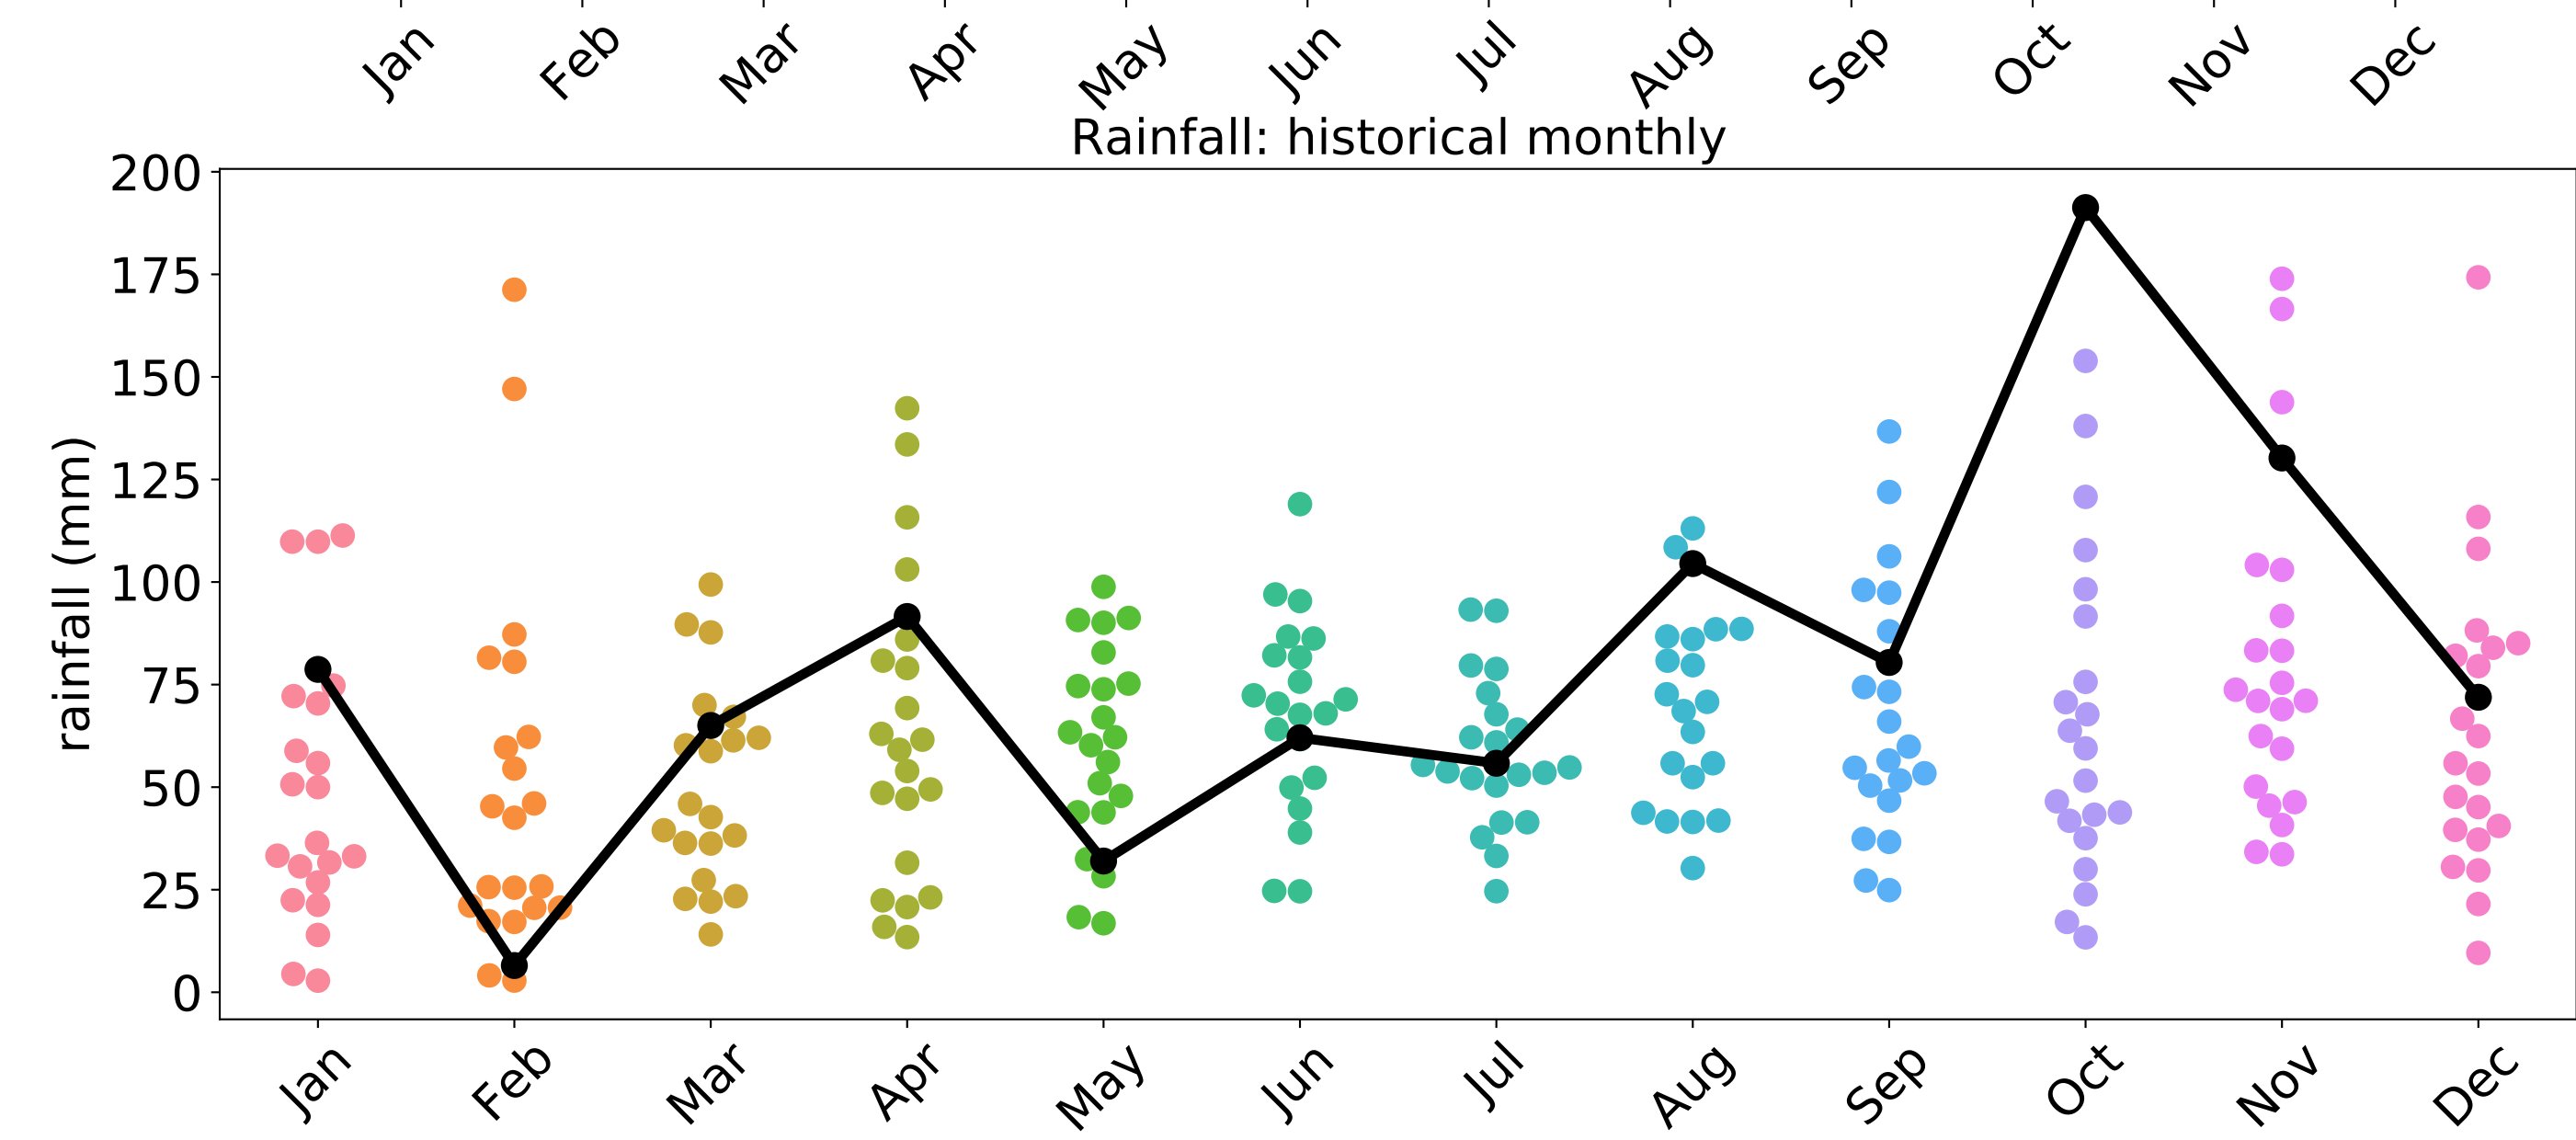 Jan Feb Mar Apr May Jun Jul Aug Sep Oct Nov Dec
Rainfall: historical monthly
200
175
150
125
100
75
50
25
0
rainfall (mm)
Jan Feb Mar Apr May Jun Jul Aug Sep Oct Nov Dec